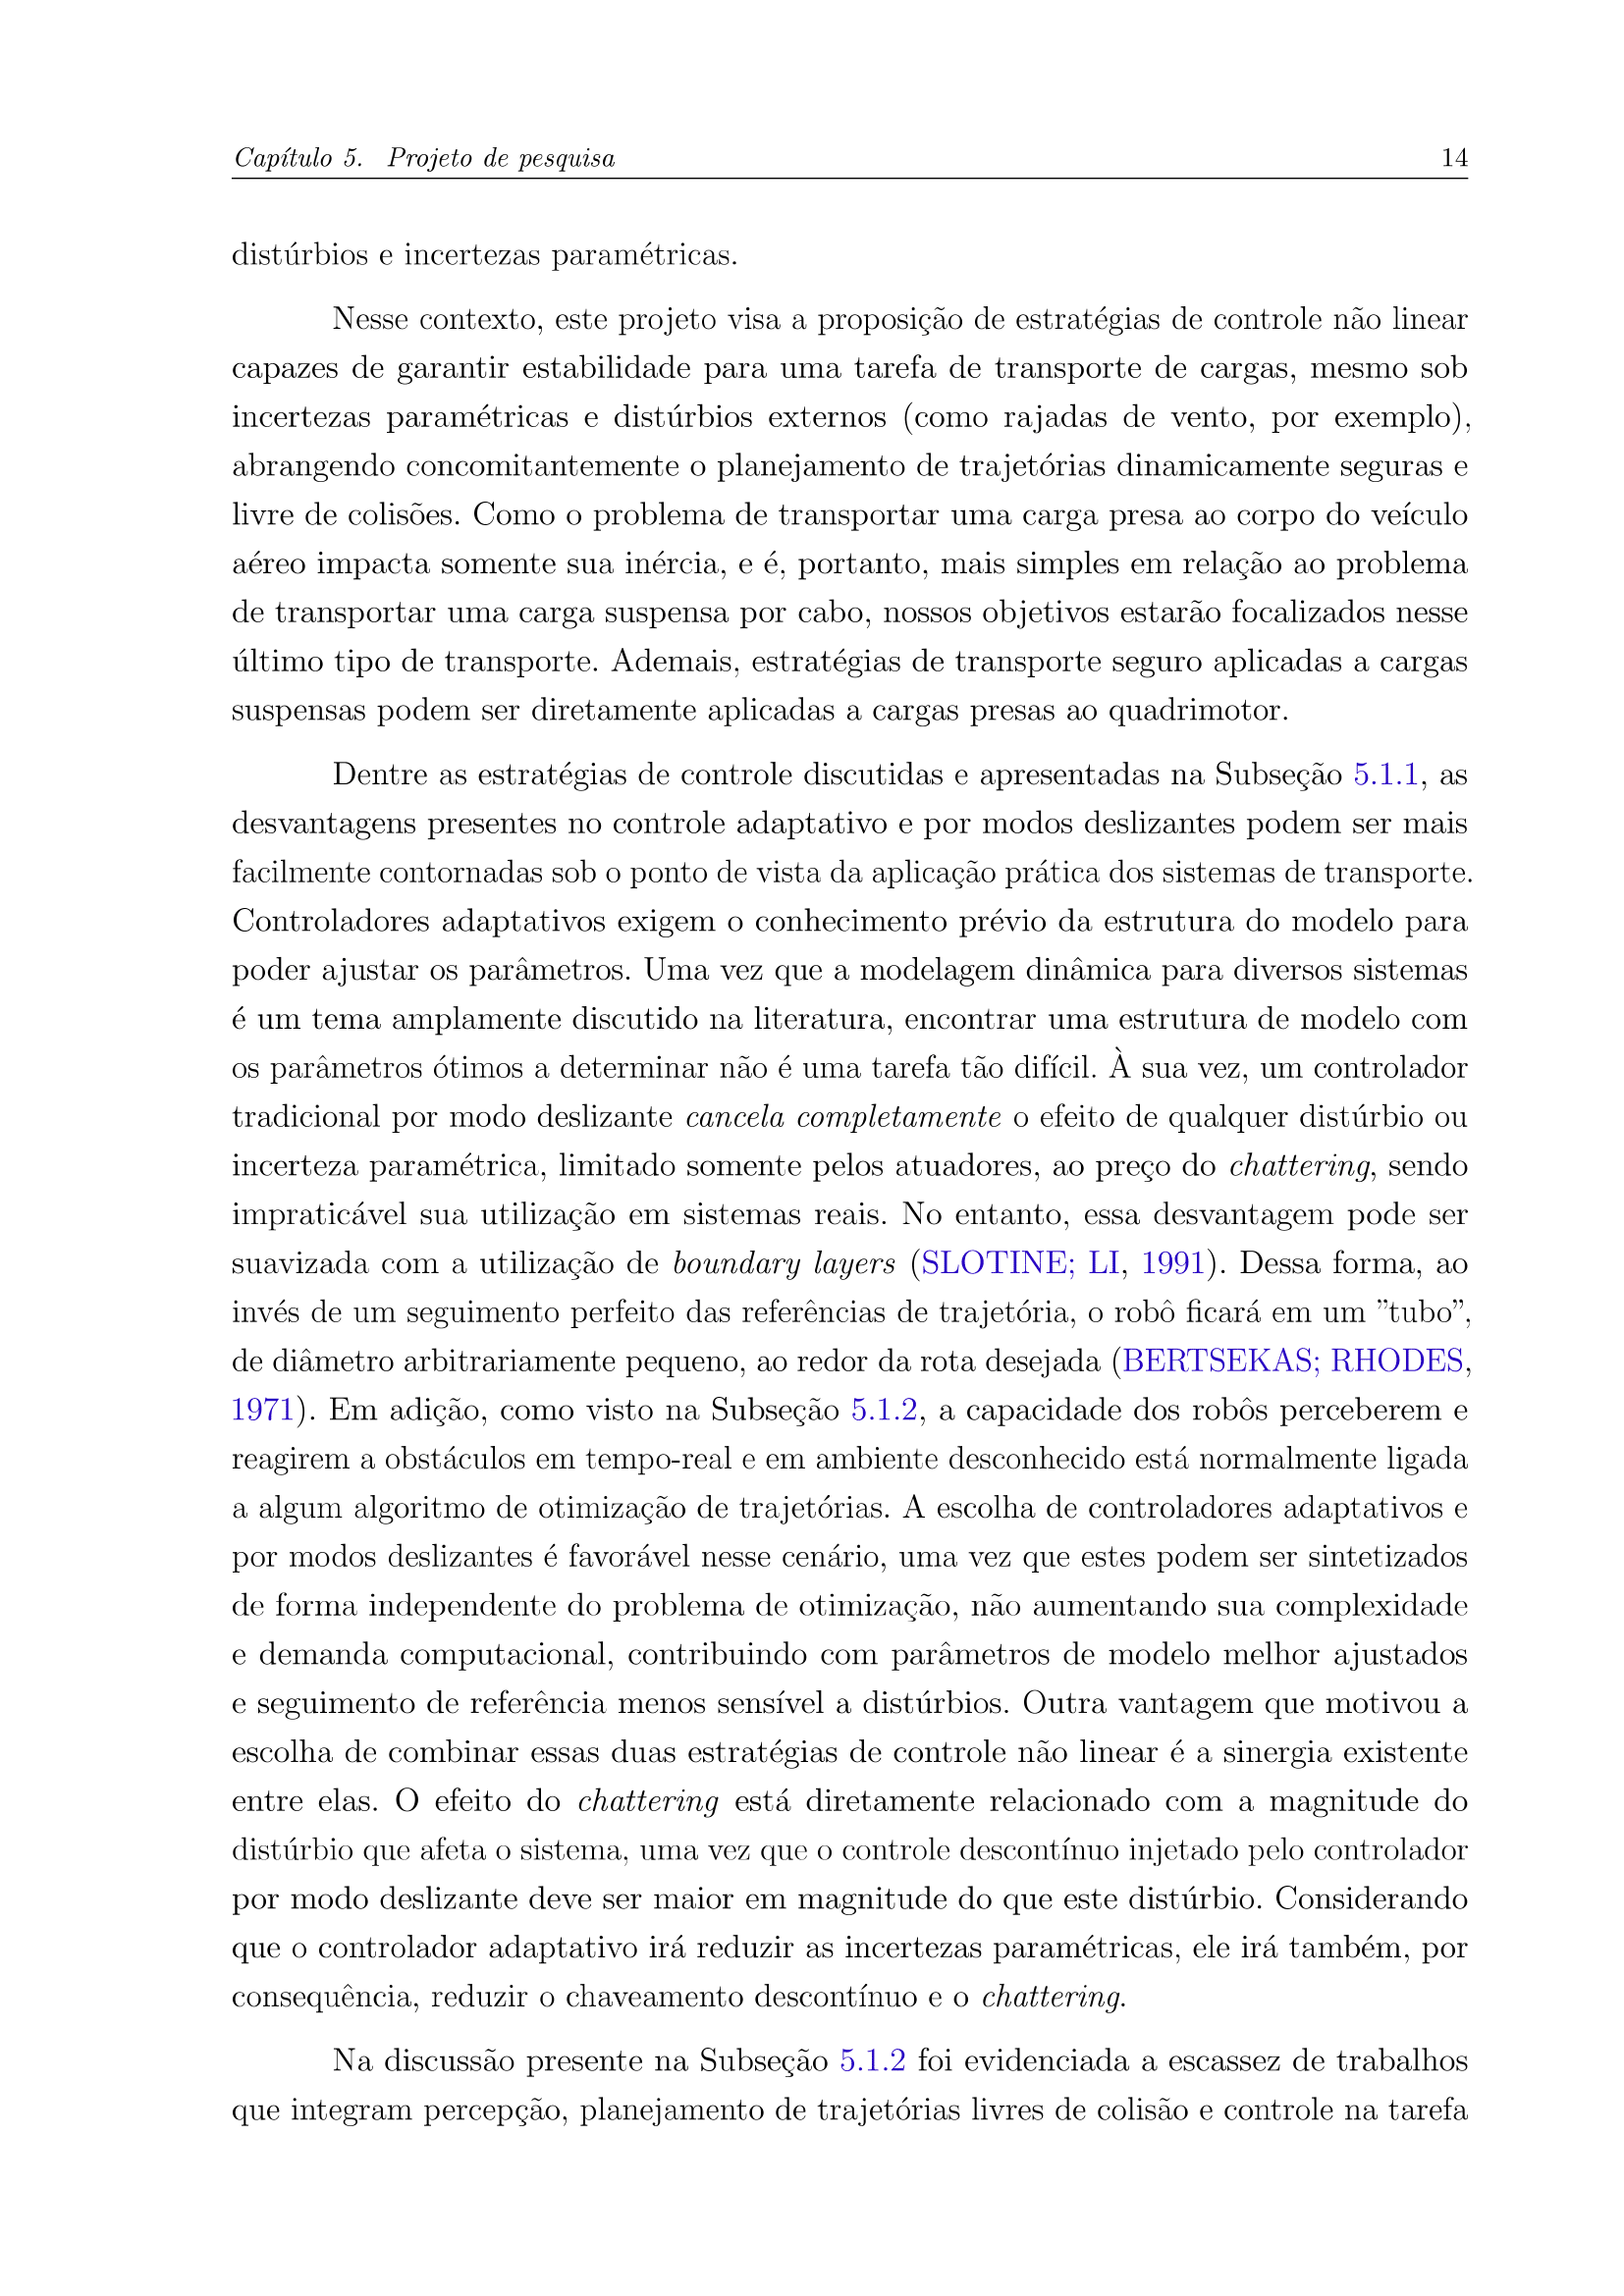 Capítulo 5. Projeto de pesquisa 14
distúrbios e incertezas paramétricas.
Nesse contexto, este projeto visa a proposição de estratégias de controle não linear
capazes de garantir estabilidade para uma tarefa de transporte de cargas, mesmo sob
incertezas paramétricas e distúrbios externos (como rajadas de vento, por exemplo),
abrangendo concomitantemente o planejamento de trajetórias dinamicamente seguras e
livre de colisões. Como o problema de transportar uma carga presa ao corpo do veículo
aéreo impacta somente sua inércia, e é, portanto, mais simples em relação ao problema
de transportar uma carga suspensa por cabo, nossos objetivos estarão focalizados nesse
último tipo de transporte. Ademais, estratégias de transporte seguro aplicadas a cargas
suspensas podem ser diretamente aplicadas a cargas presas ao quadrimotor.
Dentre as estratégias de controle discutidas e apresentadas na Subseção 5.1.1, as
desvantagens presentes no controle adaptativo e por modos deslizantes podem ser mais
facilmente contornadas sob o ponto de vista da aplicação prática dos sistemas de transporte.
Controladores adaptativos exigem o conhecimento prévio da estrutura do modelo para
poder ajustar os parâmetros. Uma vez que a modelagem dinâmica para diversos sistemas
é um tema amplamente discutido na literatura, encontrar uma estrutura de modelo com
os parâmetros ótimos a determinar não é uma tarefa tão difícil. À sua vez, um controlador
tradicional por modo deslizante cancela completamente o efeito de qualquer distúrbio ou
incerteza paramétrica, limitado somente pelos atuadores, ao preço do chattering, sendo
impraticável sua utilização em sistemas reais. No entanto, essa desvantagem pode ser
suavizada com a utilização de boundary layers (SLOTINE; LI, 1991). Dessa forma, ao
invés de um seguimento perfeito das referências de trajetória, o robô ficará em um ”tubo”,
de diâmetro arbitrariamente pequeno, ao redor da rota desejada (BERTSEKAS; RHODES,
1971). Em adição, como visto na Subseção 5.1.2, a capacidade dos robôs perceberem e
reagirem a obstáculos em tempo-real e em ambiente desconhecido está normalmente ligada
a algum algoritmo de otimização de trajetórias. A escolha de controladores adaptativos e
por modos deslizantes é favorável nesse cenário, uma vez que estes podem ser sintetizados
de forma independente do problema de otimização, não aumentando sua complexidade
e demanda computacional, contribuindo com parâmetros de modelo melhor ajustados
e seguimento de referência menos sensível a distúrbios. Outra vantagem que motivou a
escolha de combinar essas duas estratégias de controle não linear é a sinergia existente
entre elas. O efeito do chattering está diretamente relacionado com a magnitude do
distúrbio que afeta o sistema, uma vez que o controle descontínuo injetado pelo controlador
por modo deslizante deve ser maior em magnitude do que este distúrbio. Considerando
que o controlador adaptativo irá reduzir as incertezas paramétricas, ele irá também, por
consequência, reduzir o chaveamento descontínuo e o chattering.
Na discussão presente na Subseção 5.1.2 foi evidenciada a escassez de trabalhos
que integram percepção, planejamento de trajetórias livres de colisão e controle na tarefa